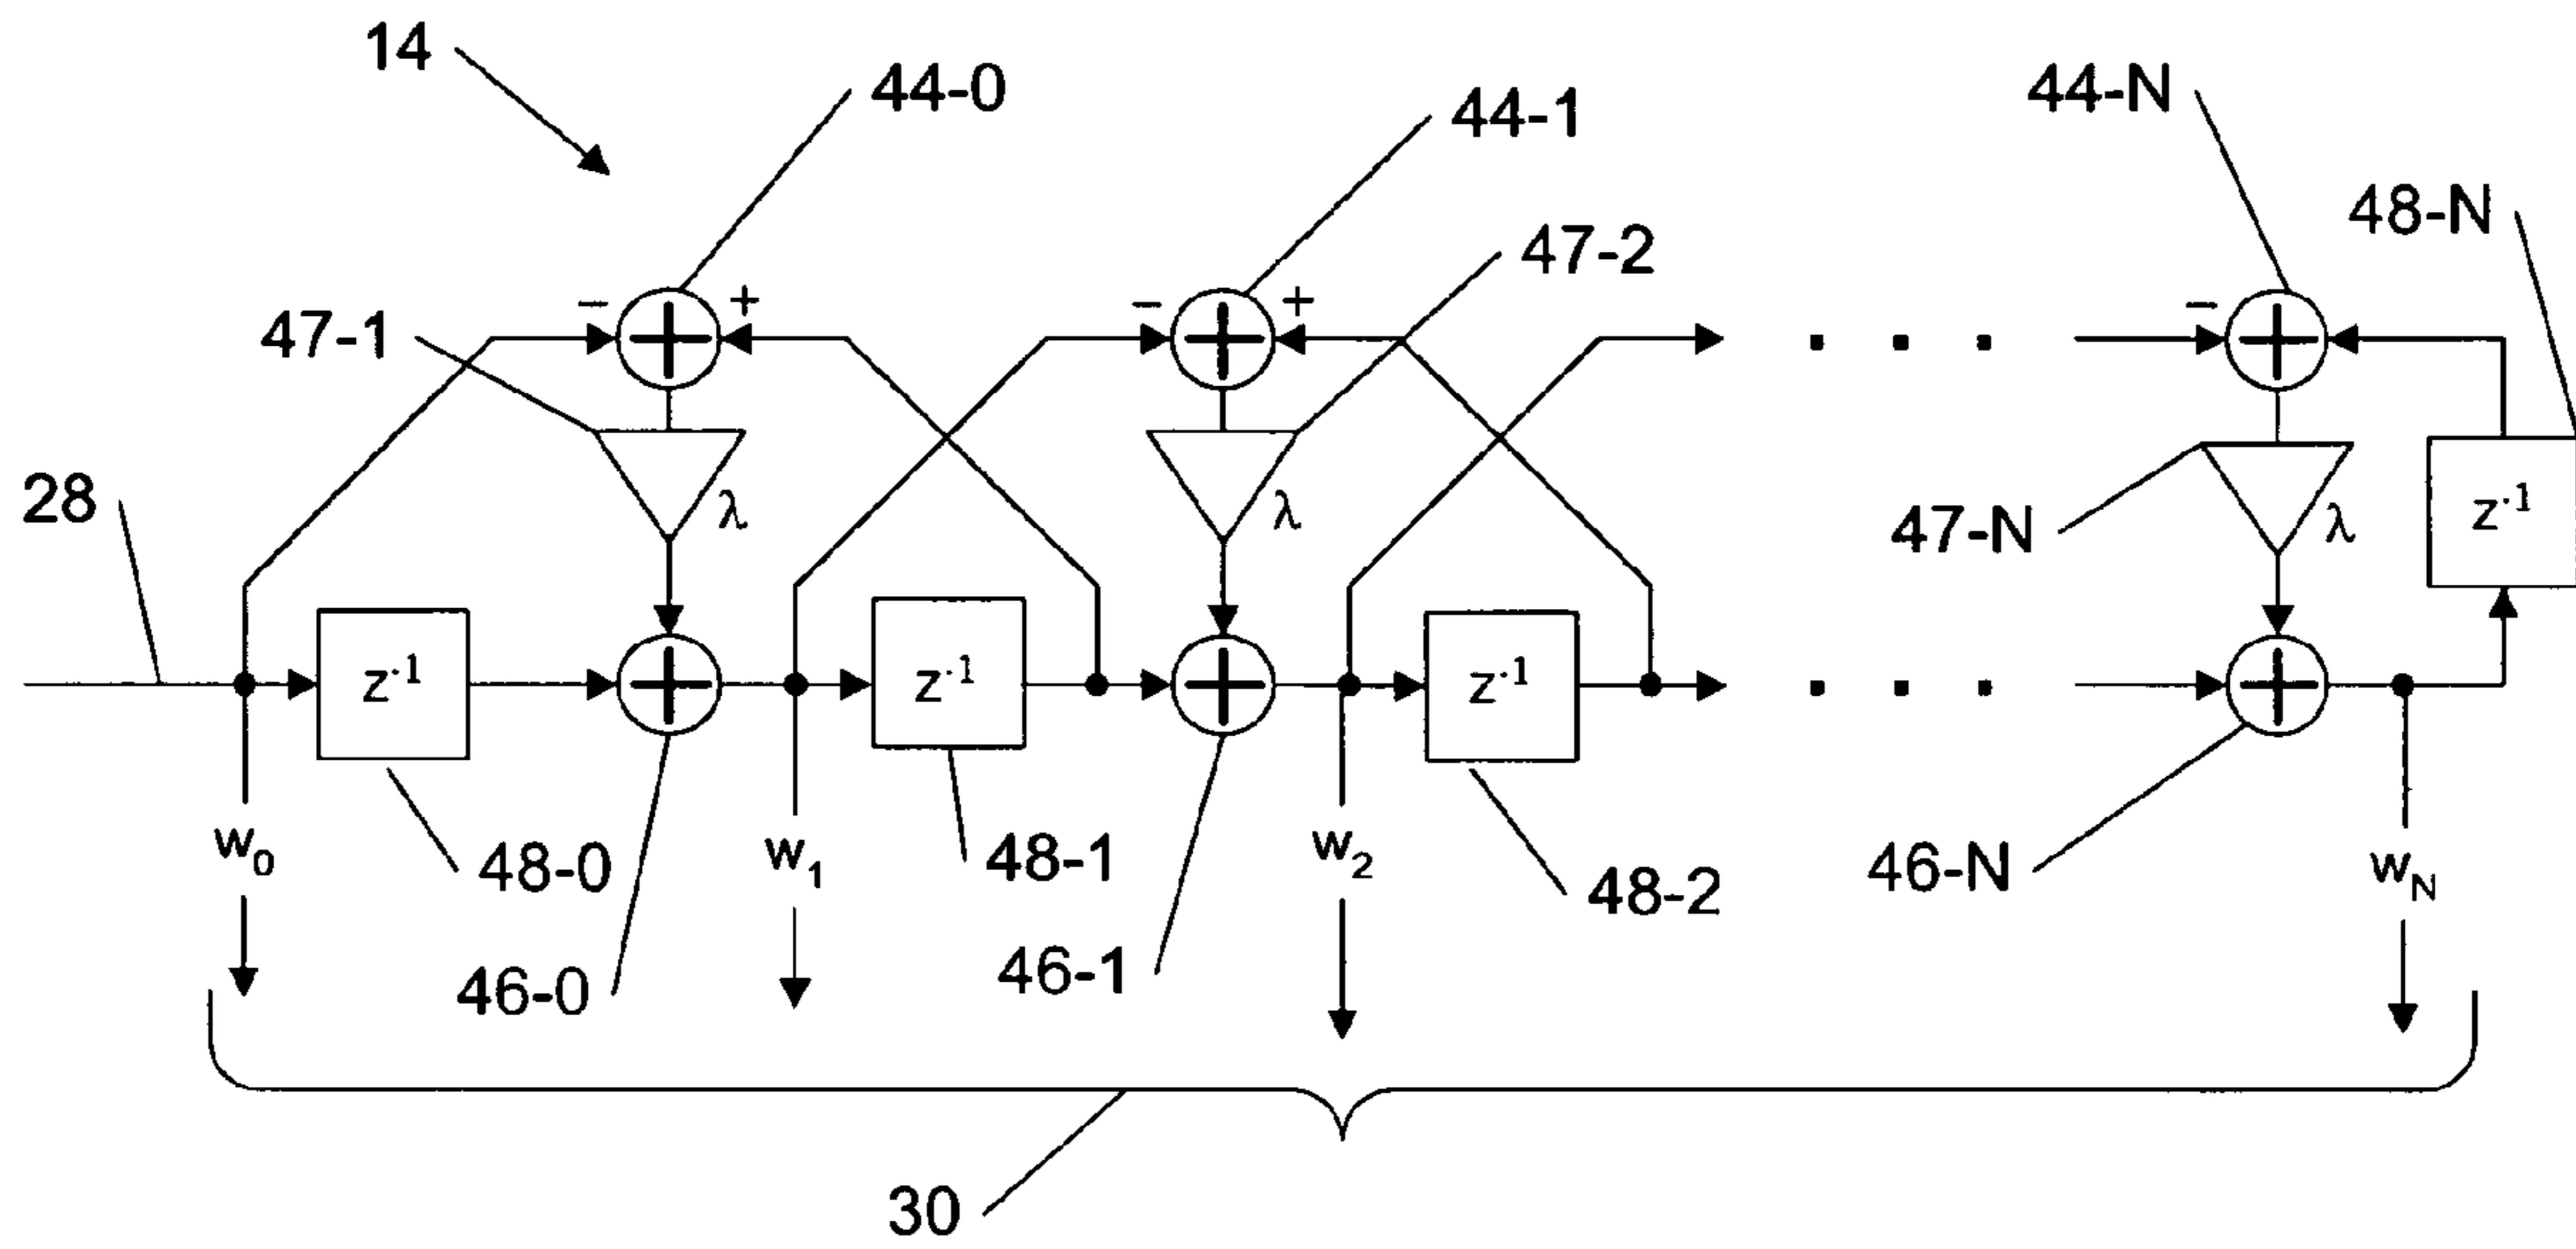 14
44-0
44-1
44-N
48-N
47-2
47-1
− +
− +
−
28
λ
λ
47-N
λ
z⁻¹
z⁻¹
z⁻¹
z⁻¹
w₀
48-0
w₁
48-1
w₂
48-2
46-N
w_N
46-0
46-1
30